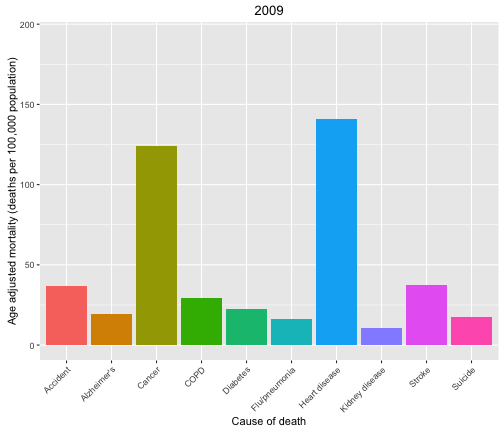 2009
Age adjusted mortality (deaths per 100,000 population)
200
150
100
50
0
Accident
Alzheimer's
Cancer
COPD
Diabetes
Flu/pneumonia
Heart disease
Kidney disease
Stroke
Suicide
Cause of death